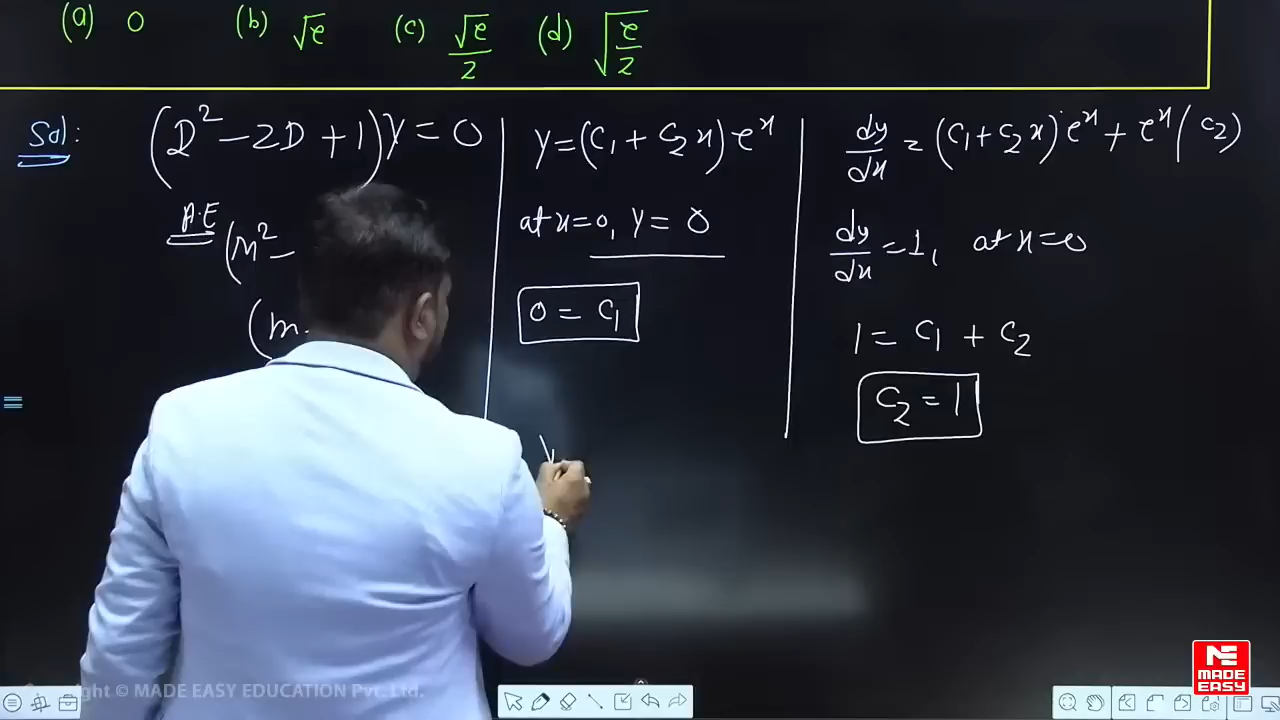 (a) 0 (b) √e (c) √e/2 (d) √(e/2)
Sol:
(D² − 2D + 1)y = 0
A.E
(m² −
(m
y = (C₁ + C₂x) eˣ
at x=0, y = 0
0 = C₁
y
dy/dx = (C₁ + C₂x) eˣ + eˣ (C₂)
dy/dx = 1, at x=0
1 = C₁ + C₂
C₂ = 1
ght © MADE EASY EDUCATION Pvt. Ltd.
MADE EASY